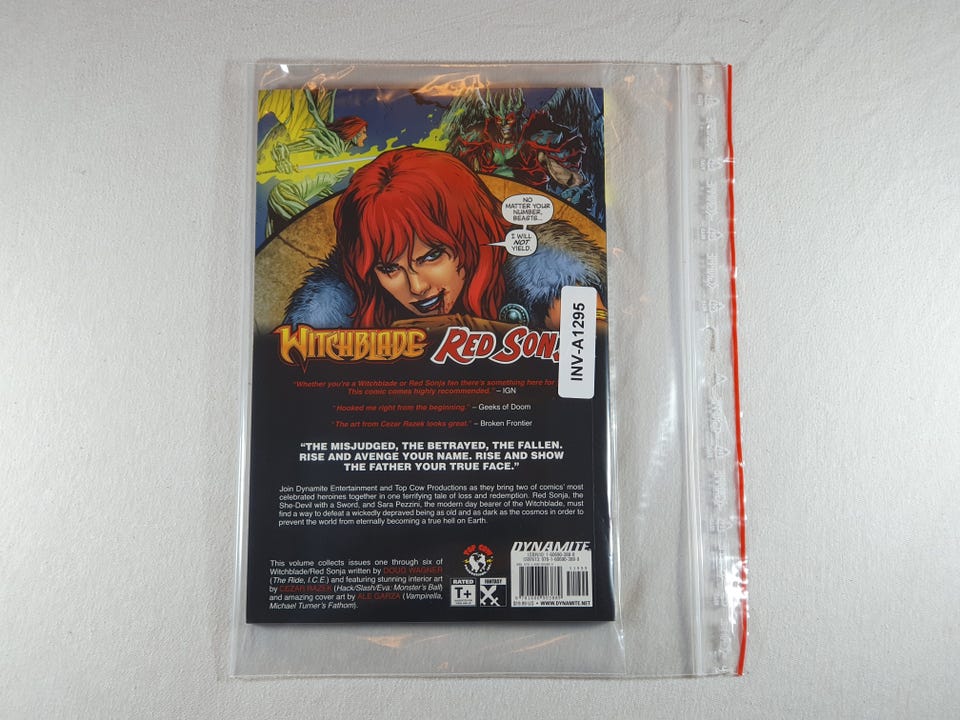 NO
MATTER YOUR
NUMBER,
BEASTS...
I WILL
NOT
YIELD.
INV-A1295
WITCHBLADE RED SON
"Whether you're a Witchblade or Red Sonja fan there's something here for
This comic comes highly recommended." – IGN
"Hooked me right from the beginning." – Geeks of Doom
"The art from Cezar Razek looks great." – Broken Frontier
"THE MISJUDGED, THE BETRAYED, THE FALLEN.
RISE AND AVENGE YOUR NAME. RISE AND SHOW
THE FATHER YOUR TRUE FACE."
Join Dynamite Entertainment and Top Cow Productions as they bring two of comics' most
celebrated heroines together in one terrifying tale of loss and redemption. Red Sonja, the
She-Devil with a Sword, and Sara Pezzini, the modern day bearer of the Witchblade, must
find a way to defeat a wickedly depraved being as old and as dark as the cosmos in order to
prevent the world from eternally becoming a true hell on Earth.
This volume collects issues one through six of
Witchblade/Red Sonja written by DOUG WAGNER
(The Ride, I.C.E.) and featuring stunning interior art
by CEZAR RAZEK (Hack/Slash/Eva: Monster's Ball)
and amazing cover art by ALE GARZA (Vampirella,
Michael Turner's Fathom).
TOP COW
RATED
T+
FANTASY
DYNAMITE
$19.99 US • WWW.DYNAMITE.NET